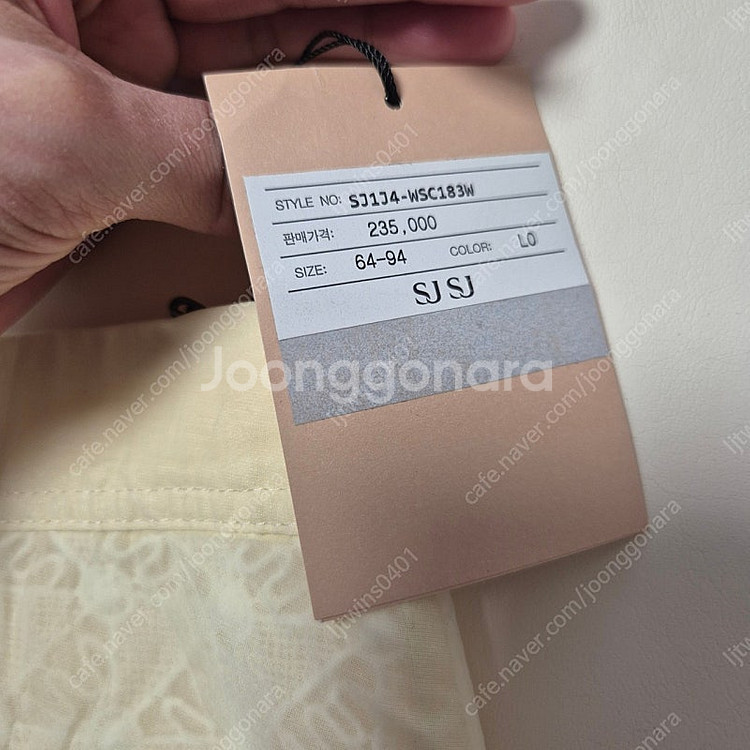 STYLE NO: SJ1J4-WSC183W
판매가격: 235,000
SIZE: 64-94 COLOR: LO
SJ SJ
Joonggonara
cafe.naver.com/joonggonara
ljtwins0401